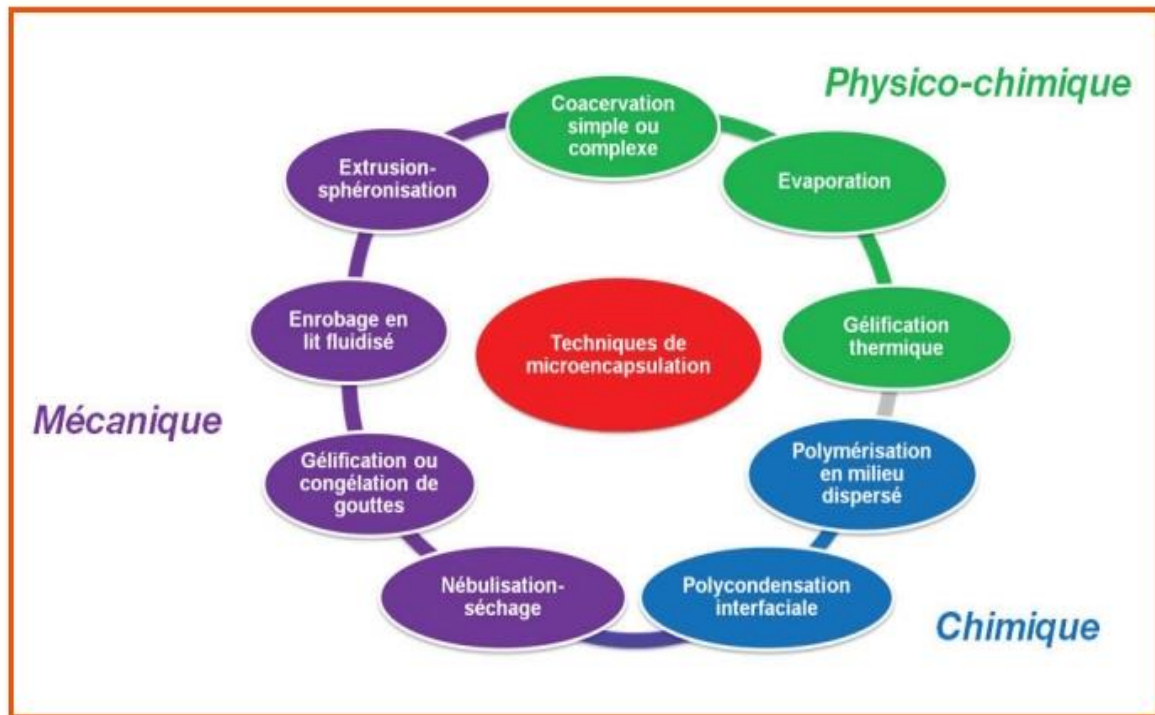 Physico-chimique
Coacervation
simple ou
complexe
Evaporation
Gélification
thermique
Polymérisation
en milieu
dispersé
Polycondensation
interfaciale
Chimique
Nébulisation-
séchage
Gélification ou
congélation de
gouttes
Mécanique
Enrobage en
lit fluidisé
Extrusion-
sphéronisation
Techniques de
microencapsulation